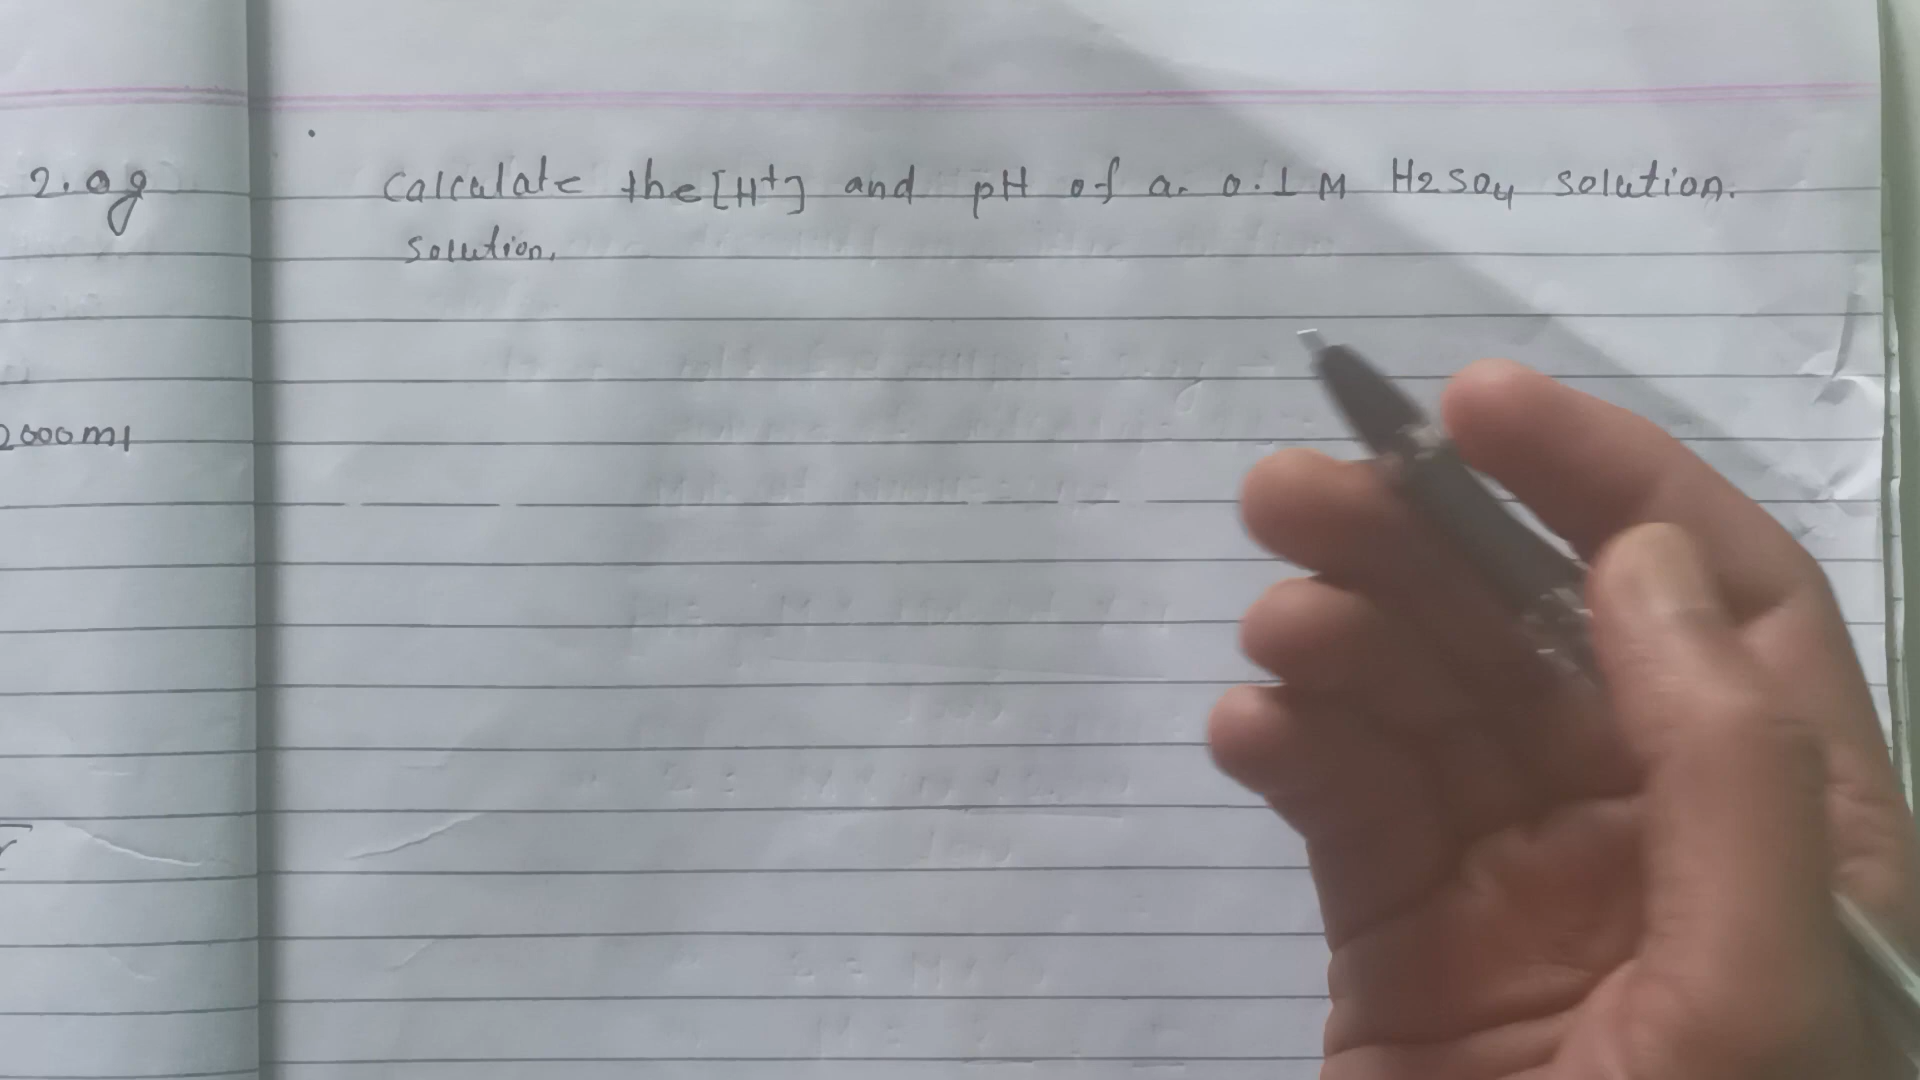 2.0g
Calculate the [H+] and pH of a 0.1 M H2SO4 solution.
Solution,
2000ml